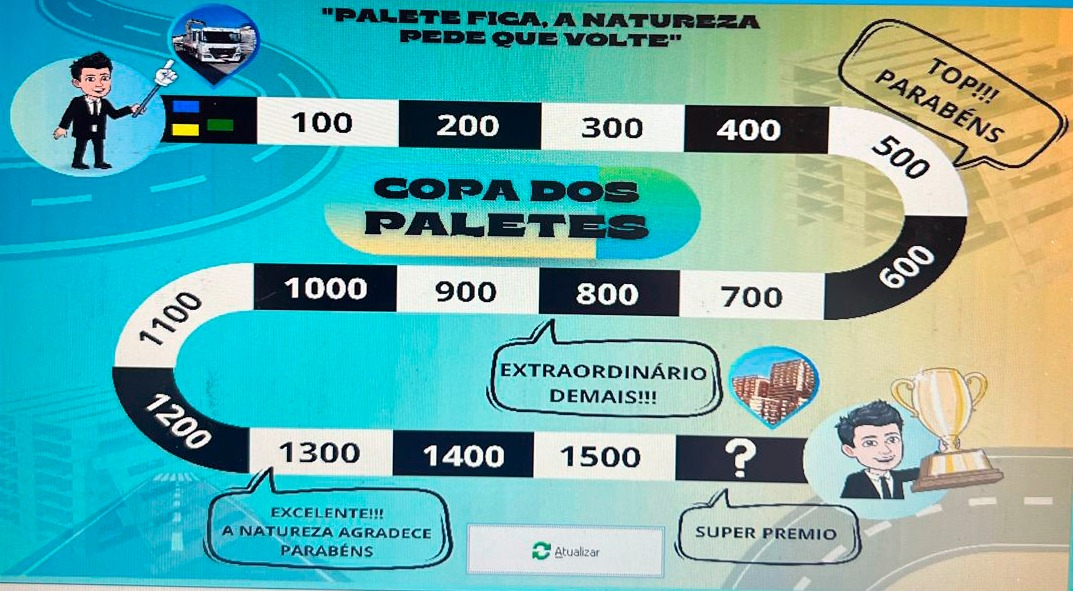 "PALETE FICA, A NATUREZA
PEDE QUE VOLTE"
TOP!!!
PARABÉNS
100
200
300
400
500
COPA DOS
PALETES
600
700
800
900
1000
1100
EXTRAORDINÁRIO
DEMAIS!!!
1200
1300
1400
1500
?
EXCELENTE!!!
A NATUREZA AGRADECE
PARABÉNS
SUPER PREMIO
Atualizar